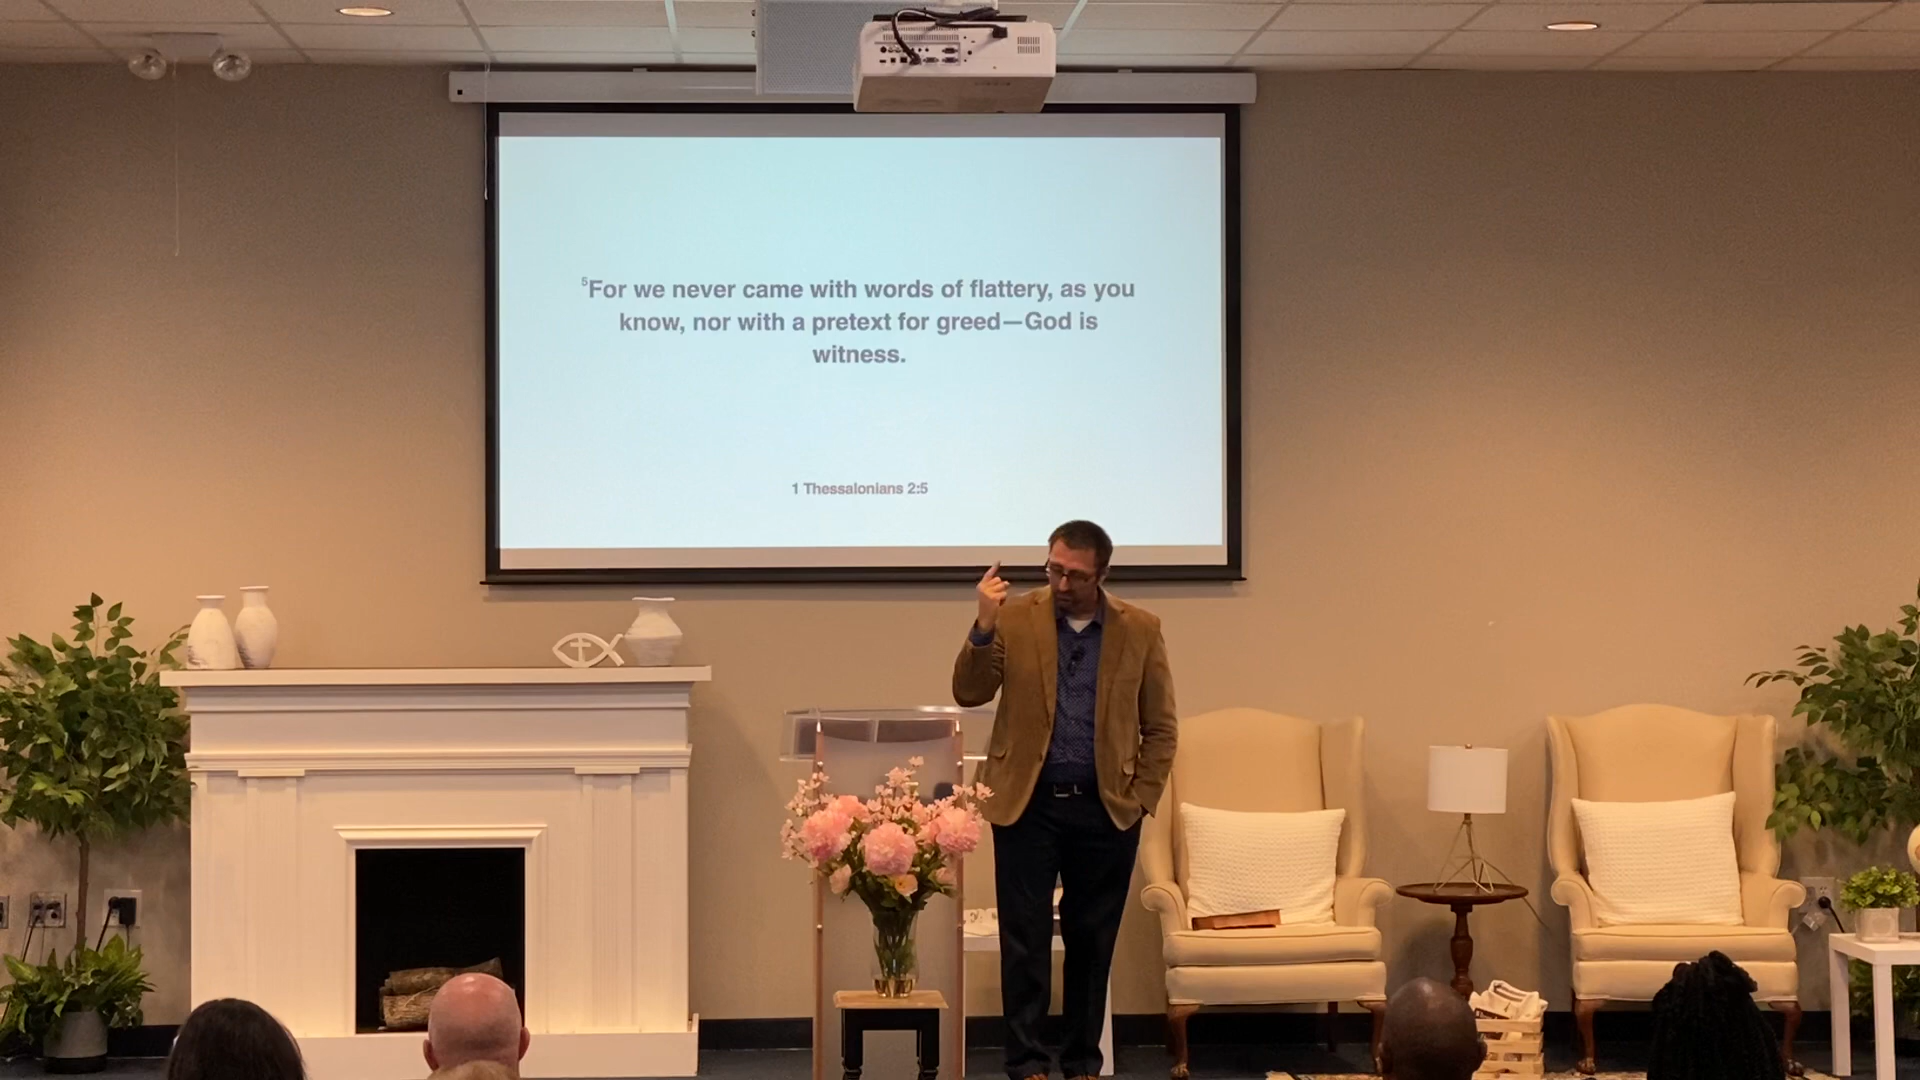 ⁵For we never came with words of flattery, as you
know, nor with a pretext for greed—God is
witness.
1 Thessalonians 2:5